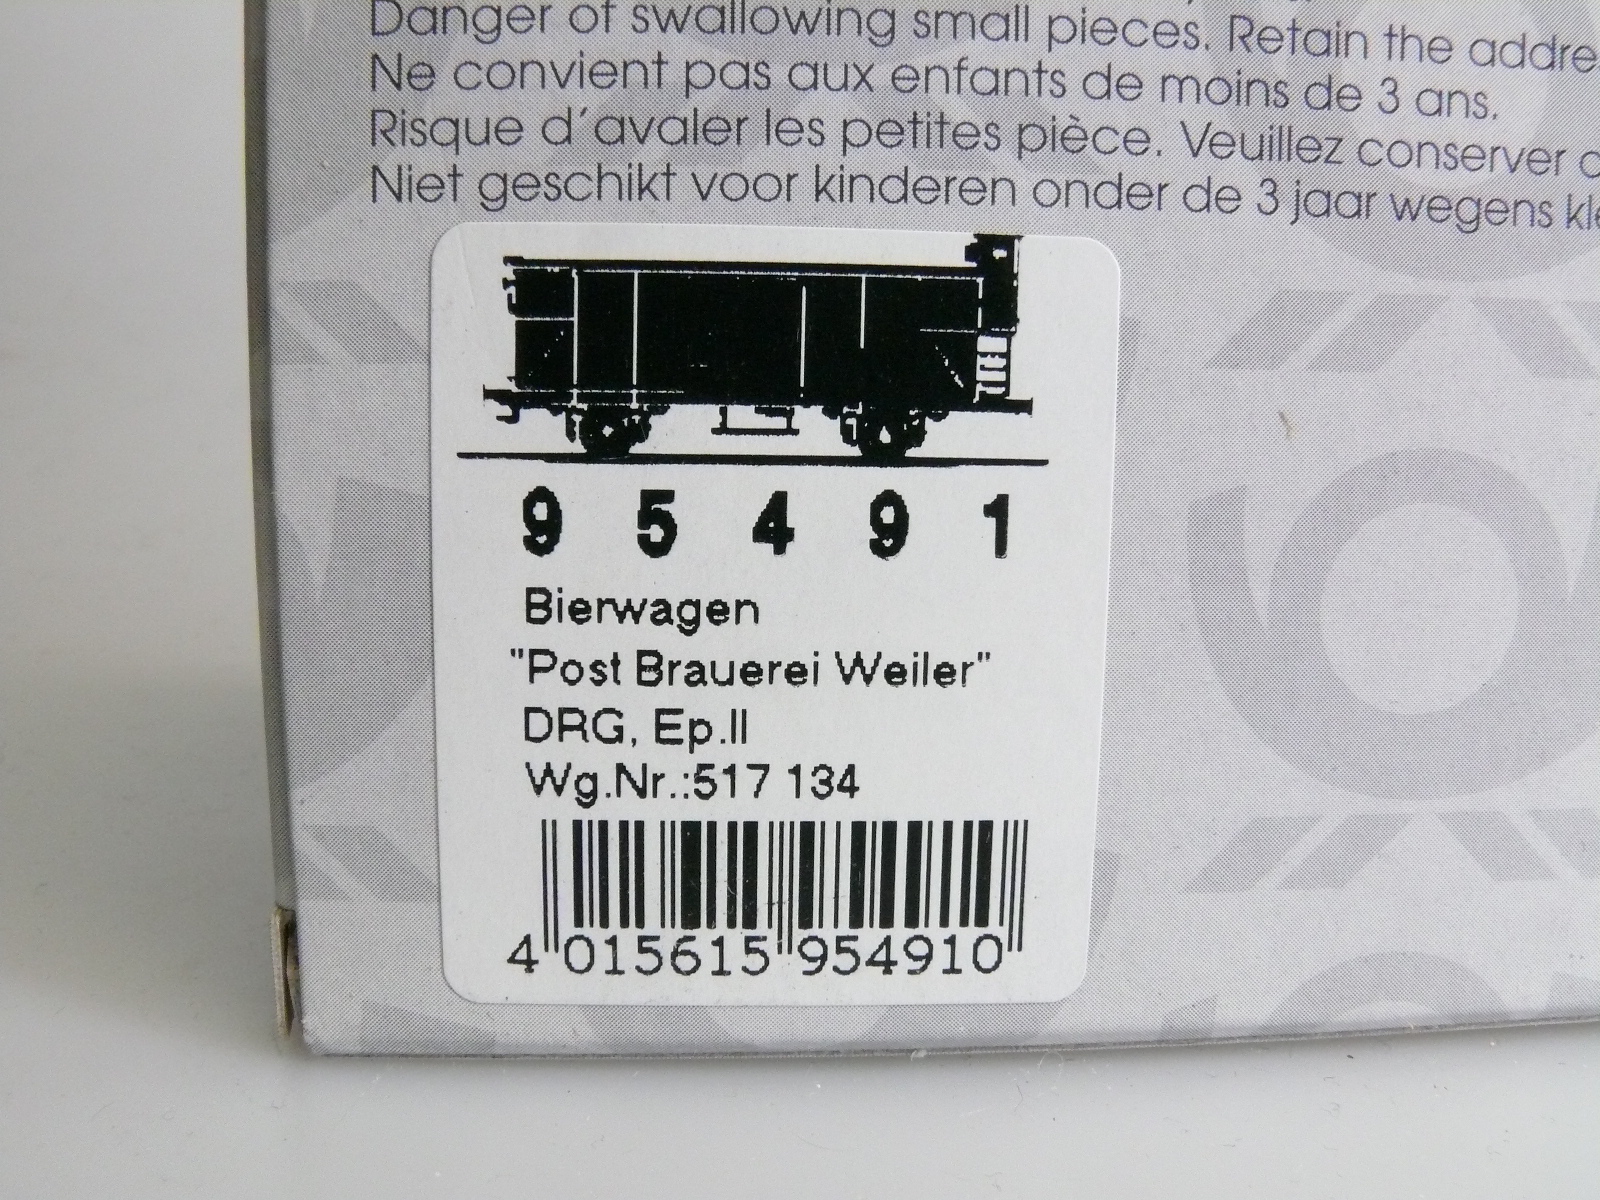 Danger of swallowing small pieces. Retain the addre
Ne convient pas aux enfants de moins de 3 ans.
Risque d'avaler les petites pièce. Veuillez conserver
Niet geschikt voor kinderen onder de 3 jaar wegens
9 5 4 9 1
Bierwagen
"Post Brauerei Weiler"
DRG, Ep.II
Wg.Nr.:517 134
4 015615 954910